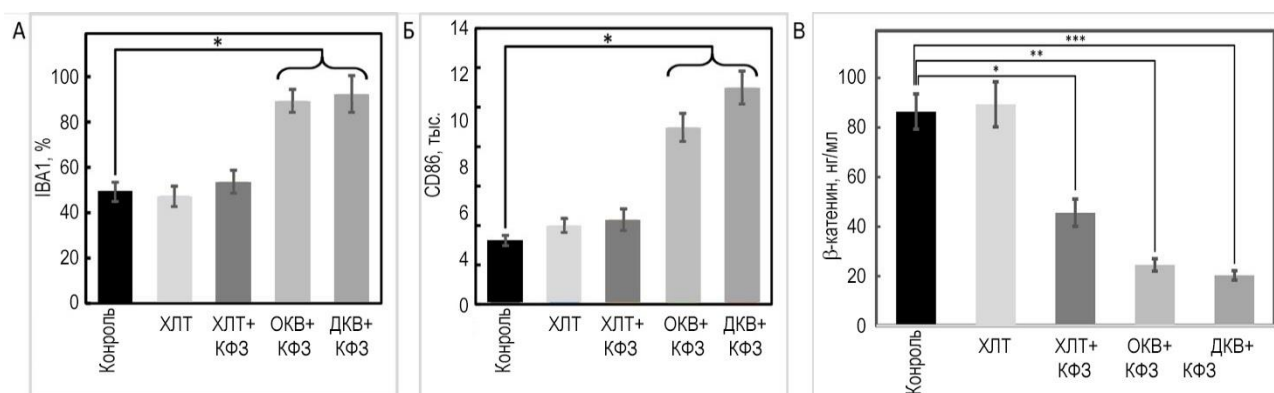 А
*
100
80
60
40
20
0
IBA1, %
Конроль
ХЛТ
ХЛТ+
КФЗ
ОКВ+
КФЗ
ДКВ+
КФЗ
Б
*
14
12
10
8
6
4
0
CD86, тыс.
Конроль
ХЛТ
ХЛТ+
КФЗ
ОКВ+
КФЗ
ДКВ+
КФЗ
В
***
**
*
100
80
60
40
20
0
β-катенин, нг/мл
Конроль
ХЛТ
ХЛТ+
КФЗ
ОКВ+
КФЗ
ДКВ+
КФЗ